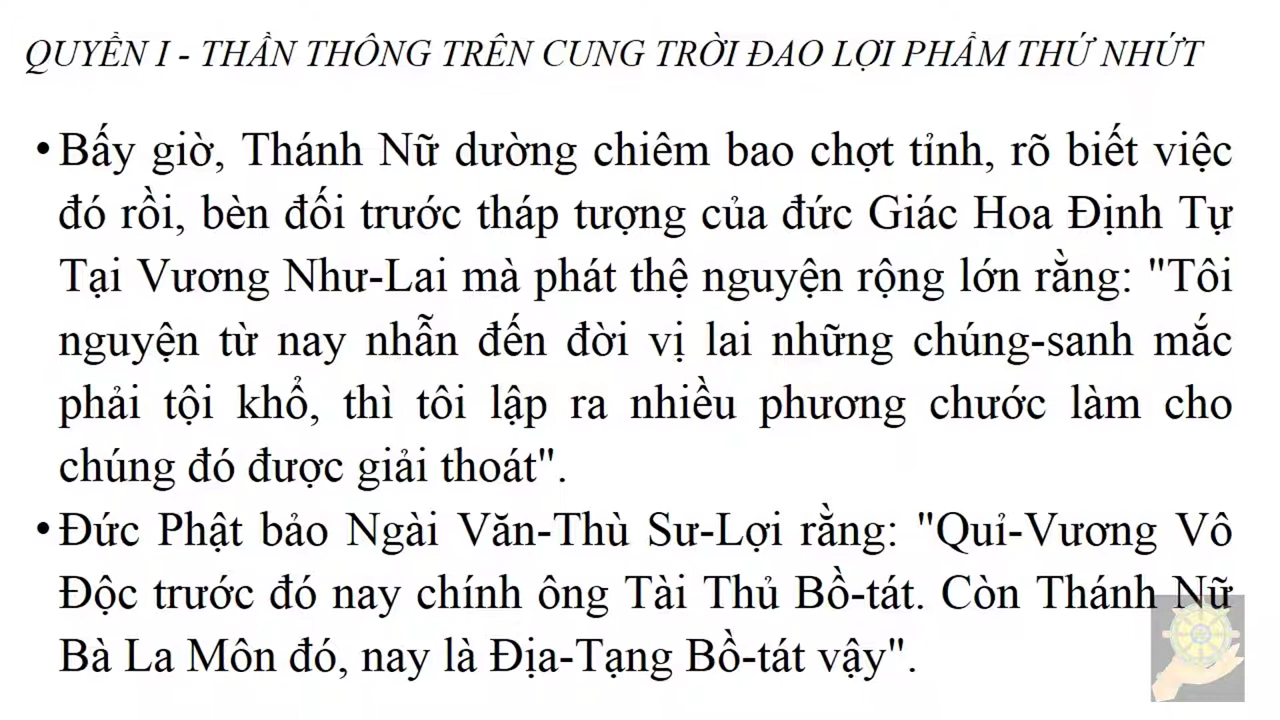 QUYỂN I - THẦN THÔNG TRÊN CUNG TRỜI ĐAO LỢI PHẨM THỨ NHỨT
• Bấy giờ, Thánh Nữ dường chiêm bao chợt tỉnh, rõ biết việc
đó rồi, bèn đối trước tháp tượng của đức Giác Hoa Định Tự
Tại Vương Như-Lai mà phát thệ nguyện rộng lớn rằng: "Tôi
nguyện từ nay nhẫn đến đời vị lai những chúng-sanh mắc
phải tội khổ, thì tôi lập ra nhiều phương chước làm cho
chúng đó được giải thoát".
• Đức Phật bảo Ngài Văn-Thù Sư-Lợi rằng: "Quỉ-Vương Vô
Độc trước đó nay chính ông Tài Thủ Bồ-tát. Còn Thánh Nữ
Bà La Môn đó, nay là Địa-Tạng Bồ-tát vậy".